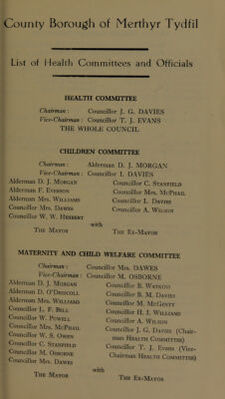 County Borough of Merthyr Tydfil
List of Health Committees and Officials
HEALTH COMMITTEE
Chairman: Councillor J. G. DAVIES
Vice-Chairman: Councillor T. J. EVANS
THE WHOLE COUNCIL
CHILDREN COMMITTEE
Chairman: Alderman D. J. MORGAN
Vice-Chairman: Councillor I. DAVIES
Alderman D. J. MORGAN
Alderman F. EVERSON
Alderman Mrs. WILLIAMS
Councillor Mrs. DAWES
Councillor W. W. HERBERT
Councillor C. STANFIELD
Councillor Mrs. MCPHAIL
Councillor I. DAVIES
Councillor A. WILSON
with
THE MAYOR THE EX-MAYOR
MATERNITY AND CHILD WELFARE COMMITTEE
Chairman: Councillor Mrs. DAWES
Vice-Chairman: Councillor M. OSBORNE
Alderman D. J. MORGAN
Alderman D. O'DRISCOLL
Alderman Mrs. WILLIAMS
Councillor L. F. BELL
Councillor W. POWELL
Councillor Mrs. MCPHAIL
Councillor W. S. OWEN
Councillor C. STANFIELD
Councillor M. OSBORNE
Councillor Mrs. DAWES
Councillor B. WATKINS
Councillor B. M. DAVIES
Councillor M. MCGENTY
Councillor H. I. WILLIAMS
Councillor A. WILSON
Councillor J. G. DAVIES (Chair-
man HEALTH COMMITTEE)
Councillor T. J. EVANS (Vice-
Chairman HEALTH COMMITTEE)
with
THE MAYOR THE EX-MAYOR